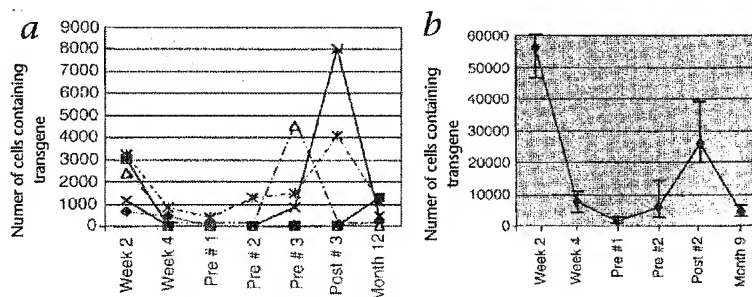 a
9000
8000
7000
6000
5000
4000
3000
2000
1000
0
Numer of cells containing
transgene
Week 2
Week 4
Pre # 1
Pre # 2
Pre # 3
Post # 3
Month 12
b
60000
50000
40000
30000
20000
10000
0
Numer of cells containing
transgene
Week 2
Week 4
Pre #1
Pre #2
Post #2
Month 9